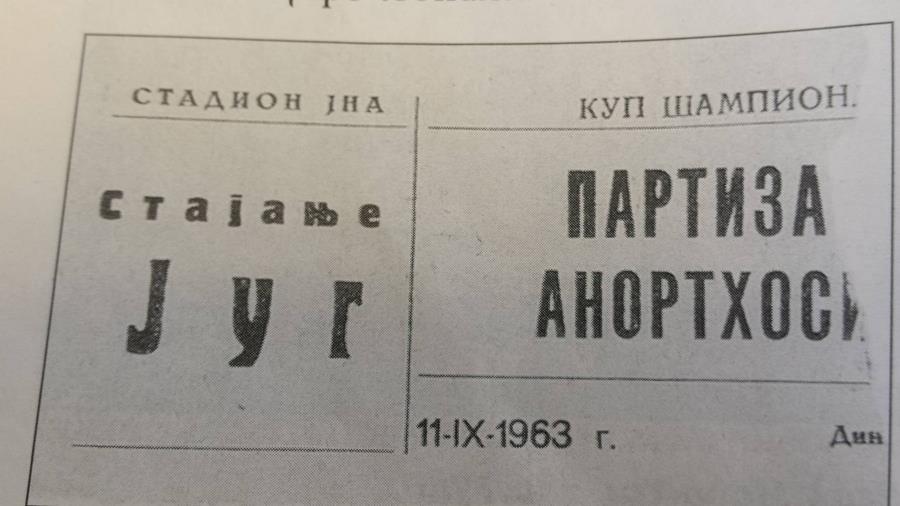 СТАДИОН ЈНА
Стајање
Југ
КУП ШАМПИОН.
ПАРТИЗА
АНОРТХОС
11-IX-1963 г.
Дин